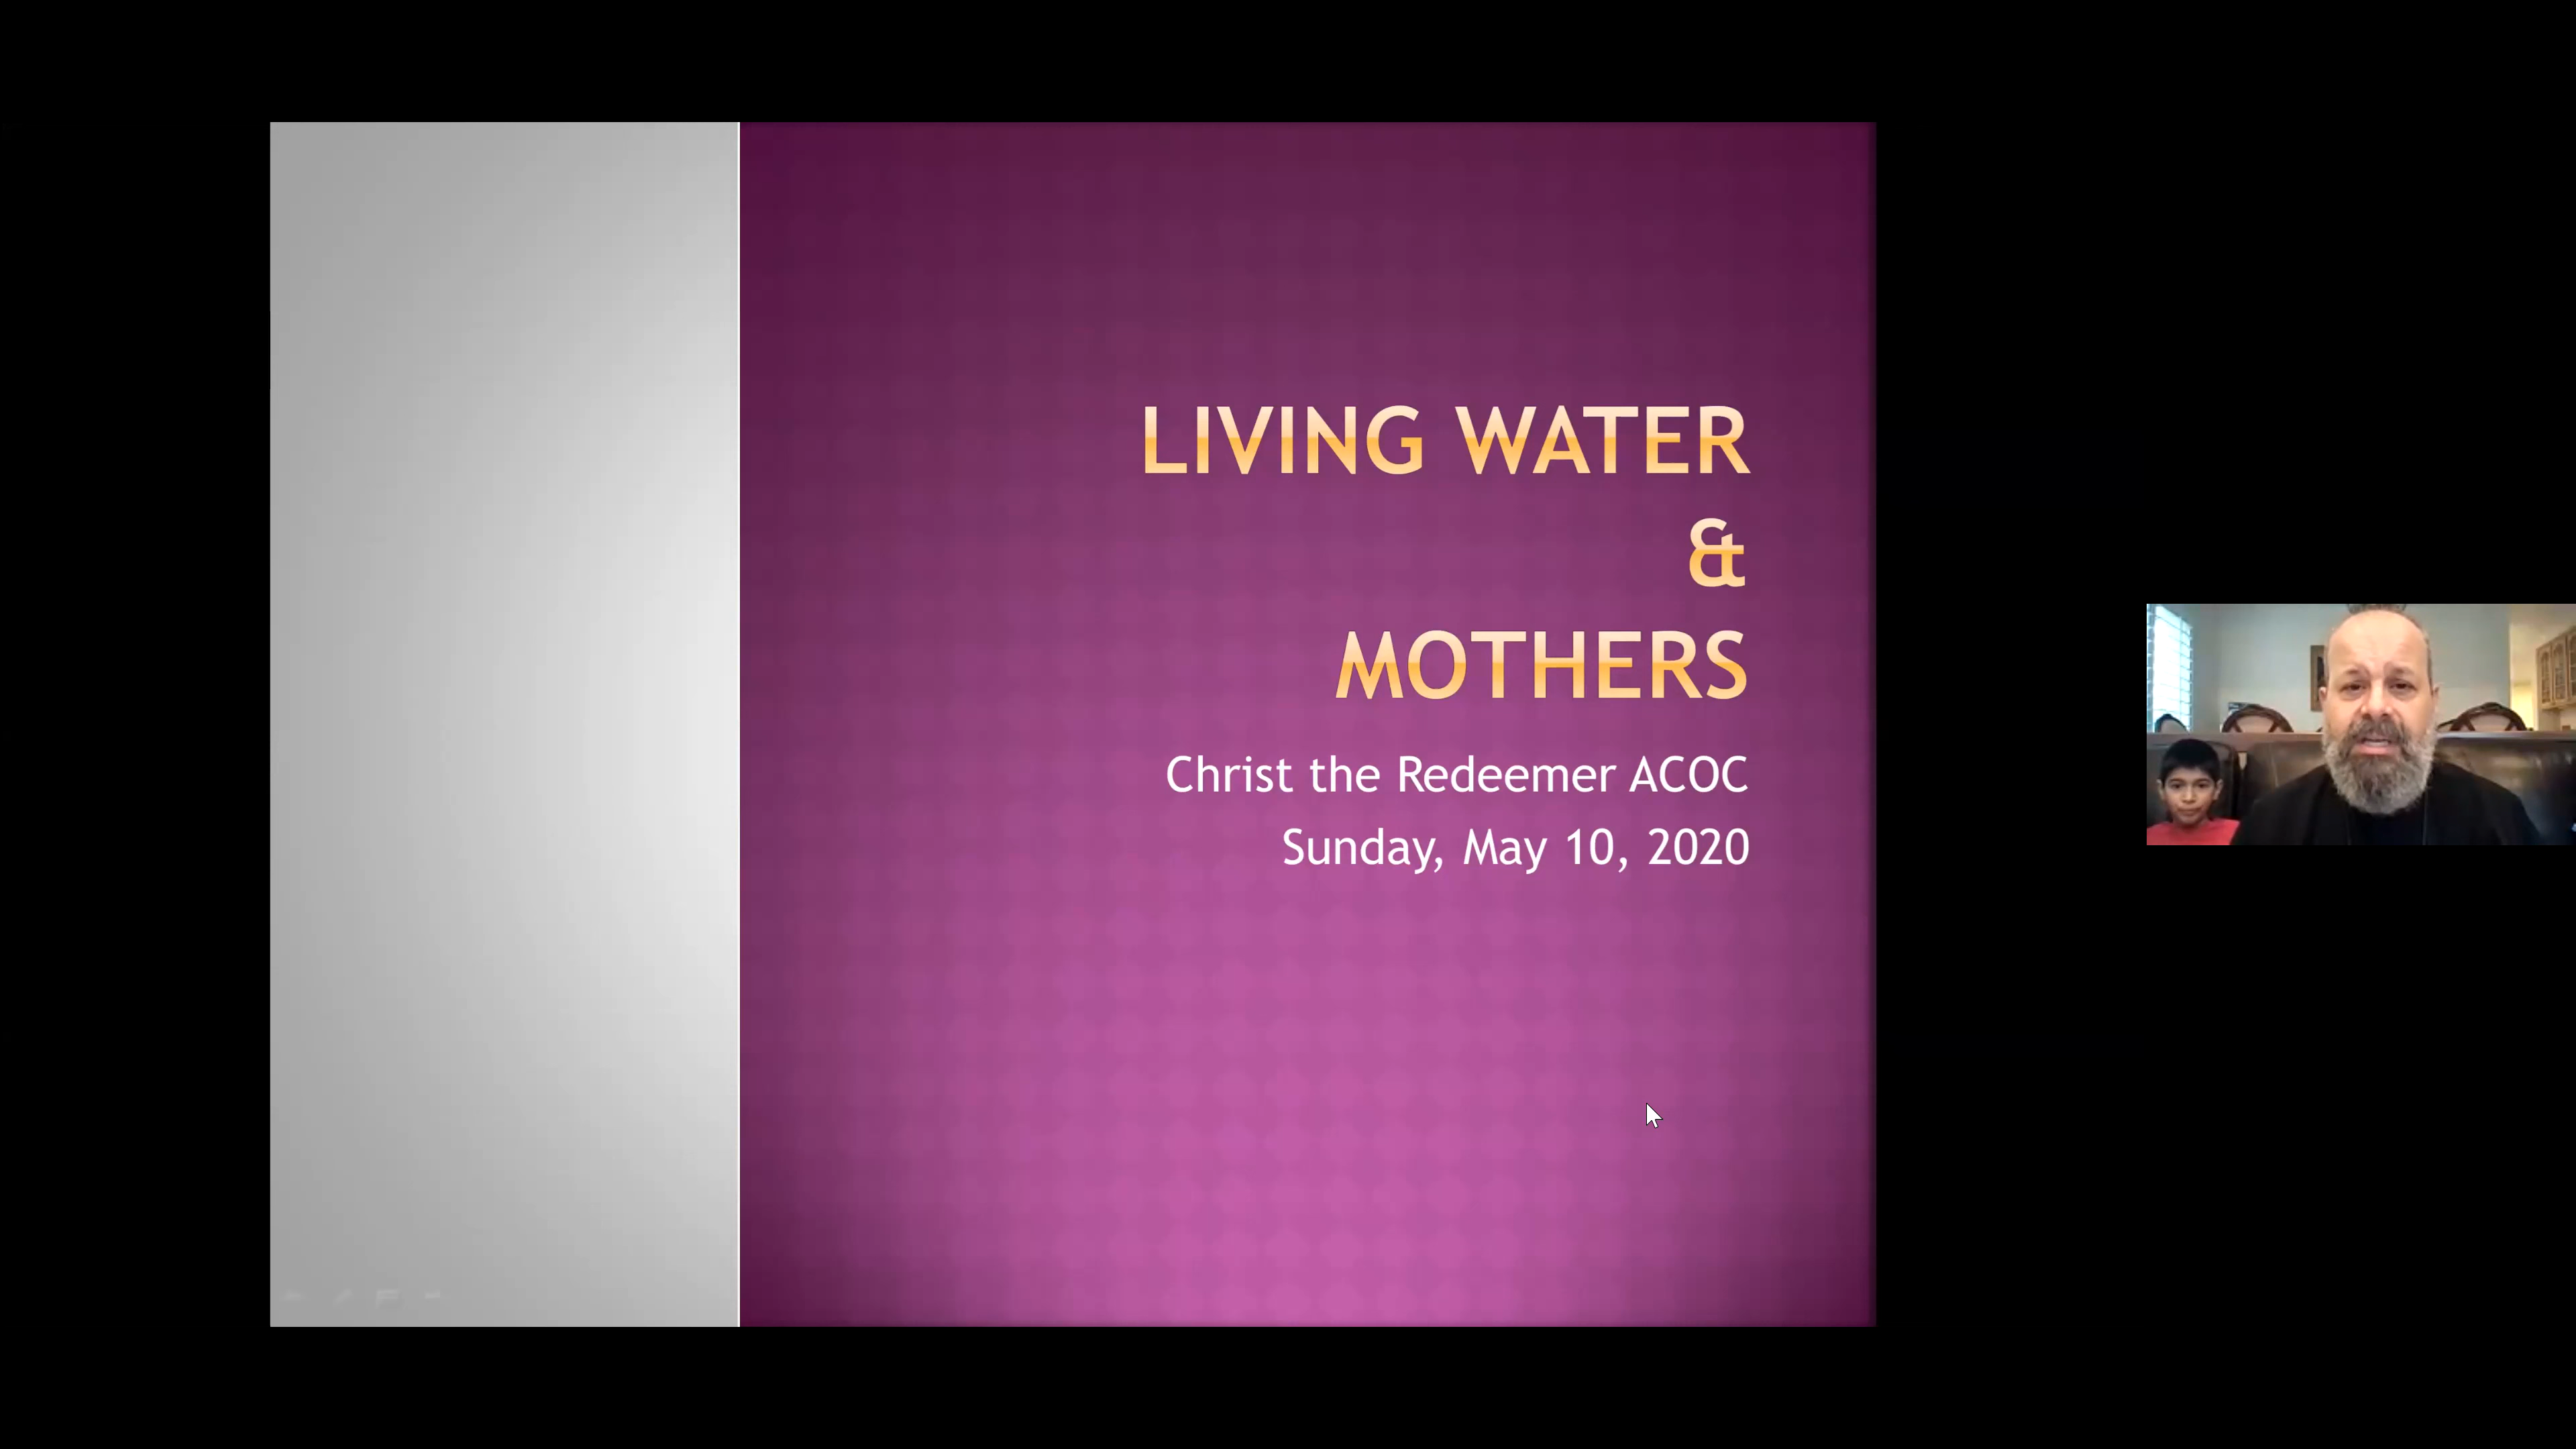 LIVING WATER
&
MOTHERS
Christ the Redeemer ACOC
Sunday, May 10, 2020